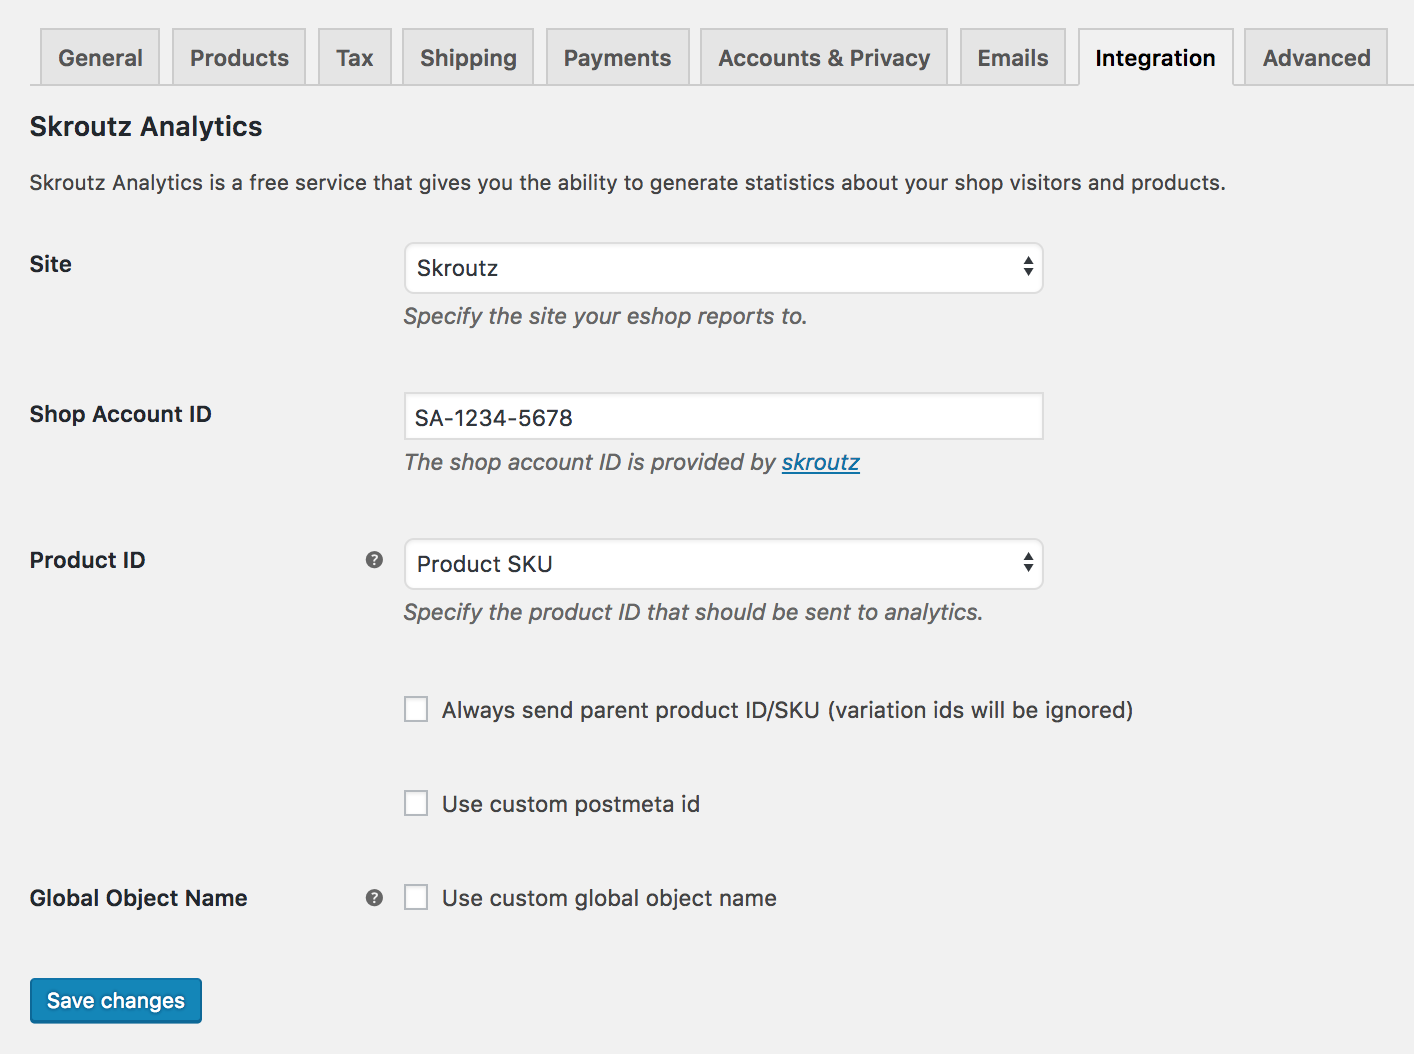 General Products Tax Shipping Payments Accounts & Privacy Emails Integration Advanced
Skroutz Analytics
Skroutz Analytics is a free service that gives you the ability to generate statistics about your shop visitors and products.
Site
Skroutz
Specify the site your eshop reports to.
Shop Account ID
SA-1234-5678
The shop account ID is provided by skroutz
Product ID
?
Product SKU
Specify the product ID that should be sent to analytics.
Always send parent product ID/SKU (variation ids will be ignored)
Use custom postmeta id
Global Object Name
?
Use custom global object name
Save changes